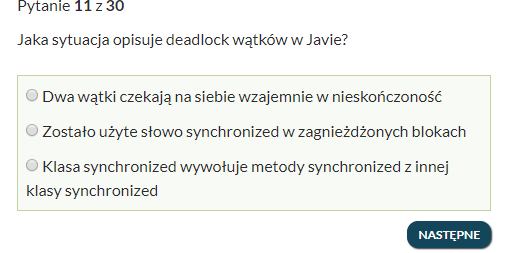 Pytanie 11 z 30
Jaka sytuacja opisuje deadlock wątków w Javie?
Dwa wątki czekają na siebie wzajemnie w nieskończoność
Zostało użyte słowo synchronized w zagnieżdżonych blokach
Klasa synchronized wywołuje metody synchronized z innej
klasy synchronized
NASTĘPNE